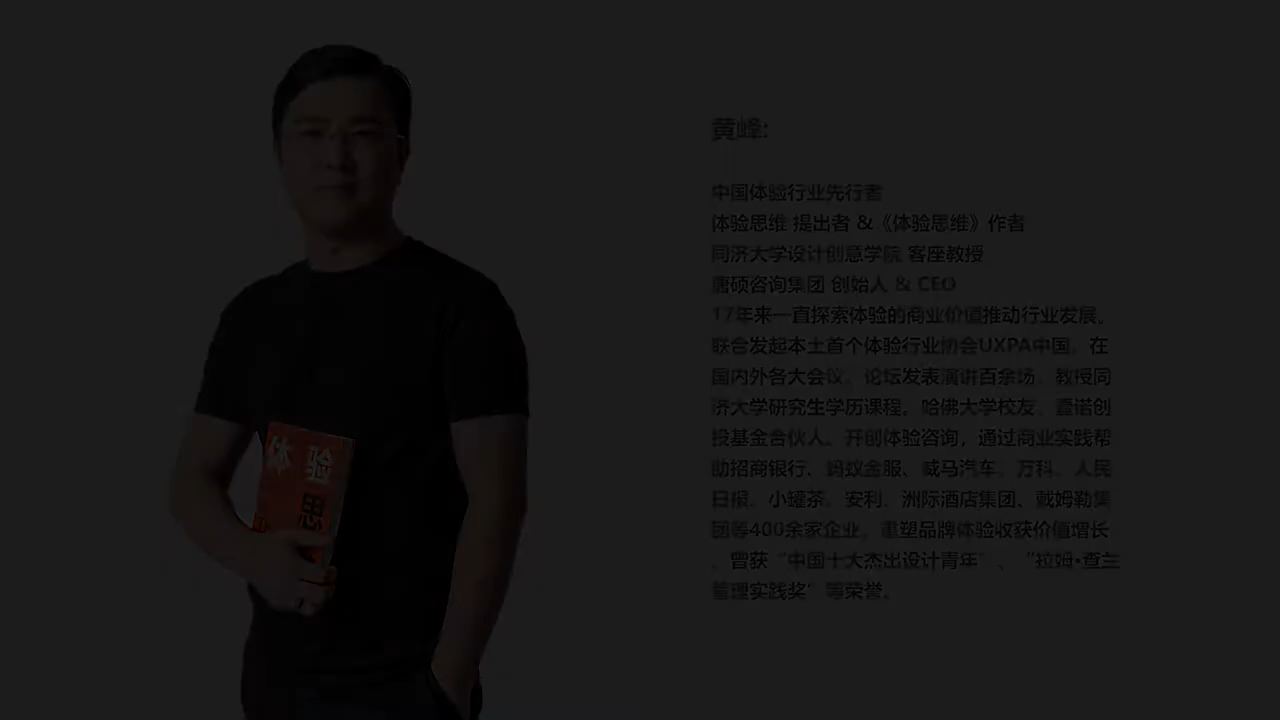 体验
思
黄峰:
中国体验行业先行者
体验思维 提出者 &《体验思维》作者
同济大学设计创意学院 客座教授
唐硕咨询集团 创始人 & CEO
17年来一直探索体验的商业价值推动行业发展。
联合发起本土首个体验行业协会UXPA中国。在
国内外各大会议、论坛发表演讲百余场。教授同
济大学研究生学历课程。哈佛大学校友、壹诺创
投基金合伙人。开创体验咨询，通过商业实践帮
助招商银行、蚂蚁金服、威马汽车、万科、人民
日报、小罐茶、安利、洲际酒店集团、戴姆勒集
团等400余家企业，重塑品牌体验收获价值增长
。曾获“中国十大杰出设计青年”、“拉姆•查兰
管理实践奖”等荣誉。